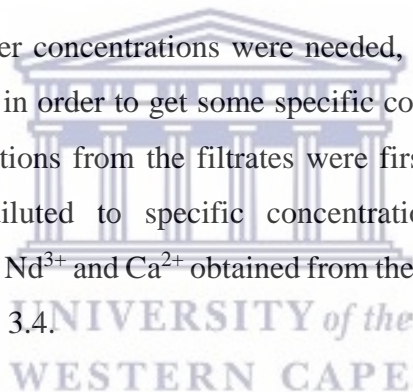 er concentrations were needed,
in order to get some specific co
tions from the filtrates were firs
iluted to specific concentratio
Nd³⁺ and Ca²⁺ obtained from the
3.4.
UNIVERSITY of the
WESTERN CAPE